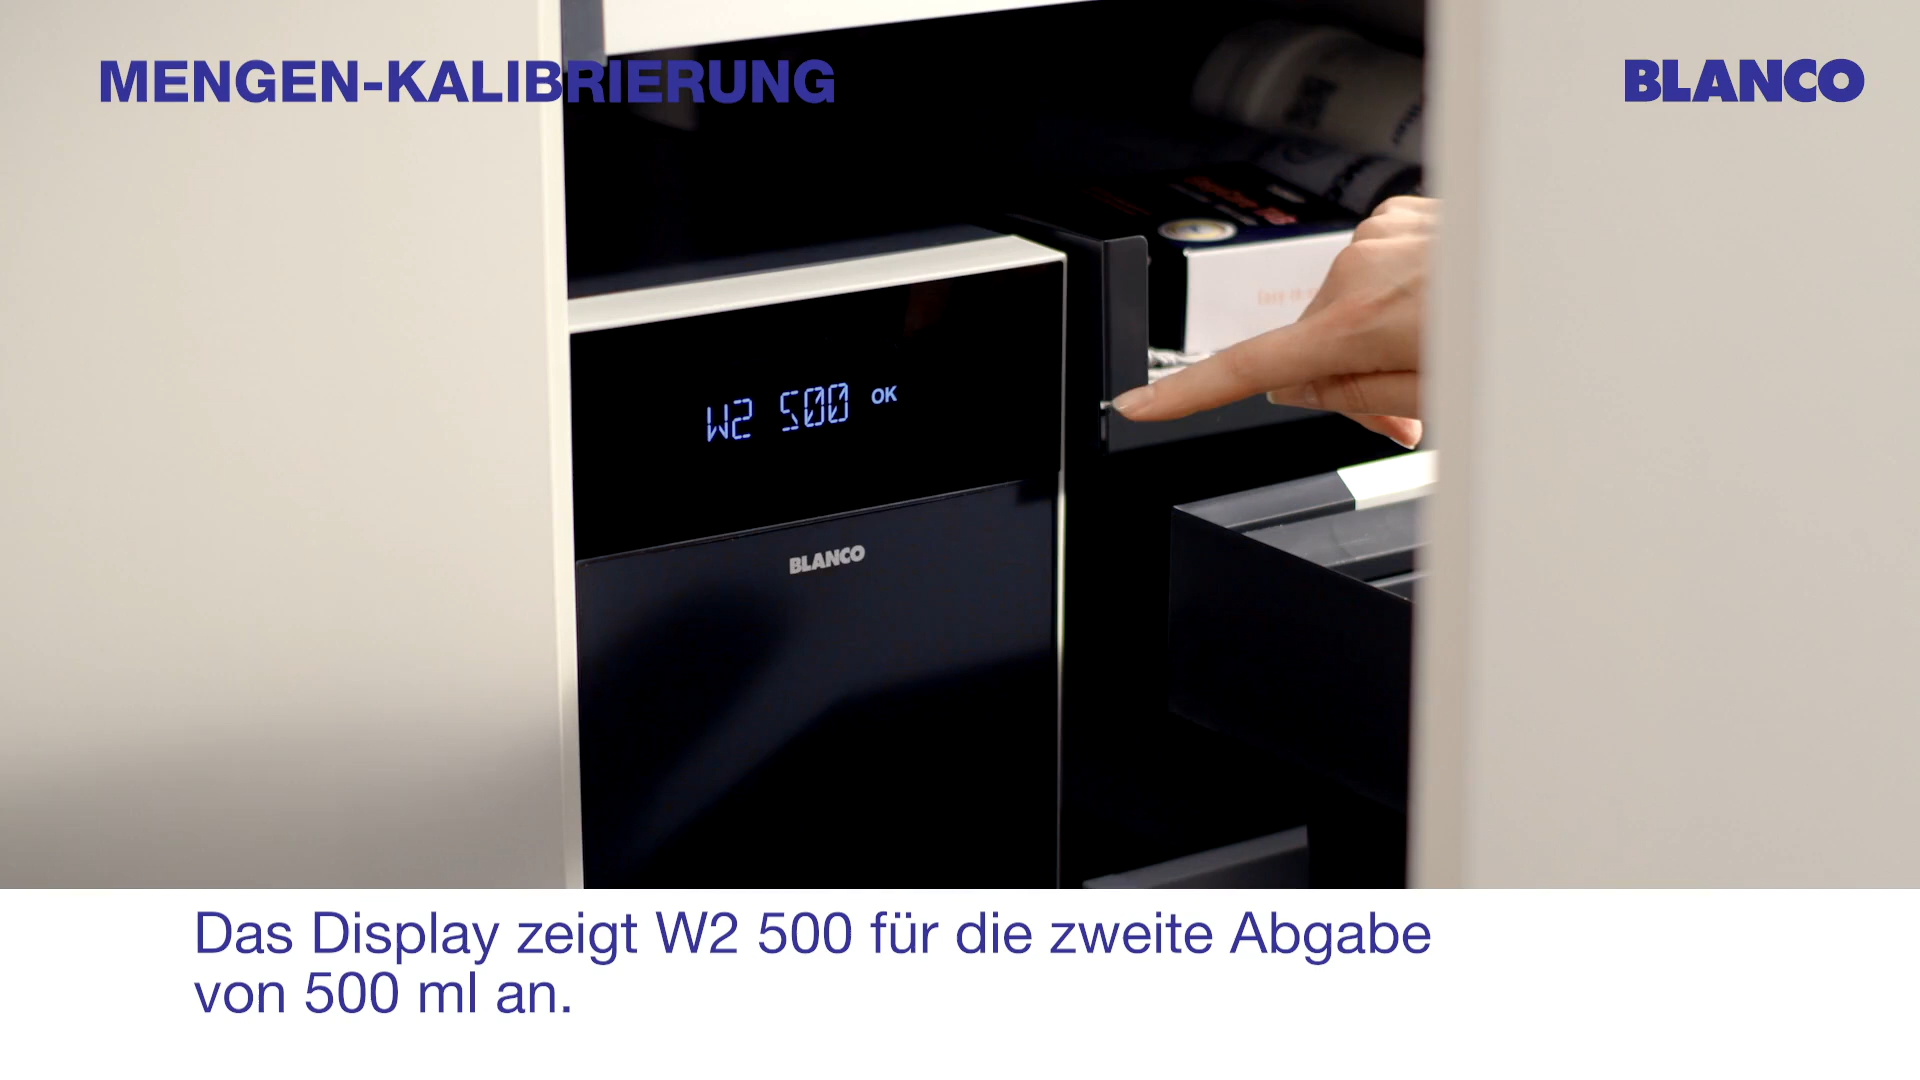 MENGEN-KALIBRIERUNG
BLANCO
W2 500 OK
BLANCO
Das Display zeigt W2 500 für die zweite Abgabe
von 500 ml an.